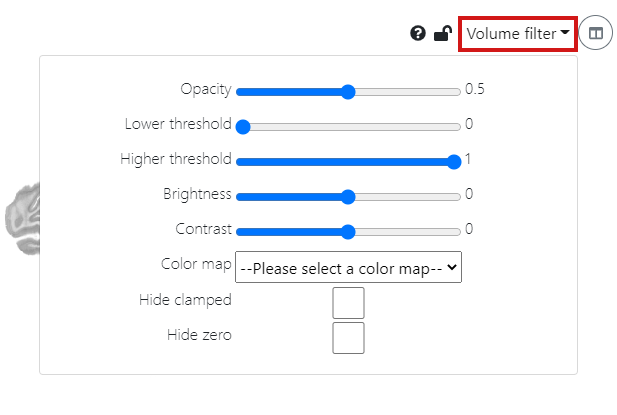 Volume filter
Opacity 0.5
Lower threshold 0
Higher threshold 1
Brightness 0
Contrast 0
Color map --Please select a color map--
Hide clamped
Hide zero